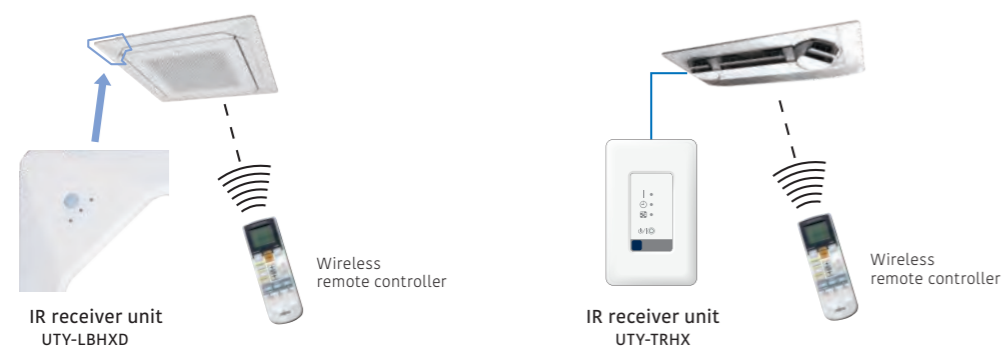 Wireless
remote controller
IR receiver unit
UTY-LBHXD
Wireless
remote controller
IR receiver unit
UTY-TRHX